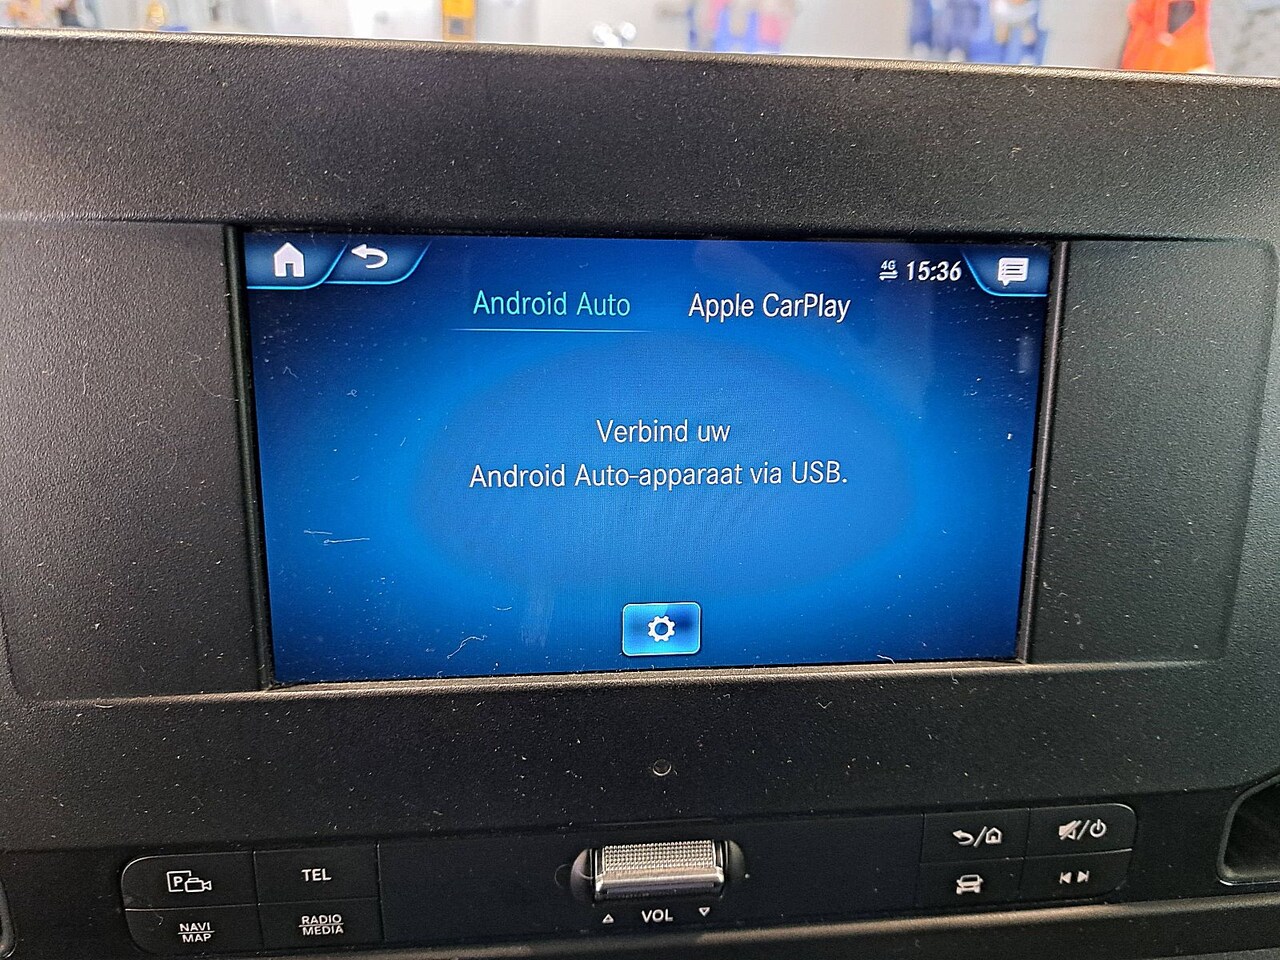 4G 15:36
Android Auto Apple CarPlay
Verbind uw
Android Auto-apparaat via USB.
P
TEL
NAVI
MAP
RADIO
MEDIA
VOL